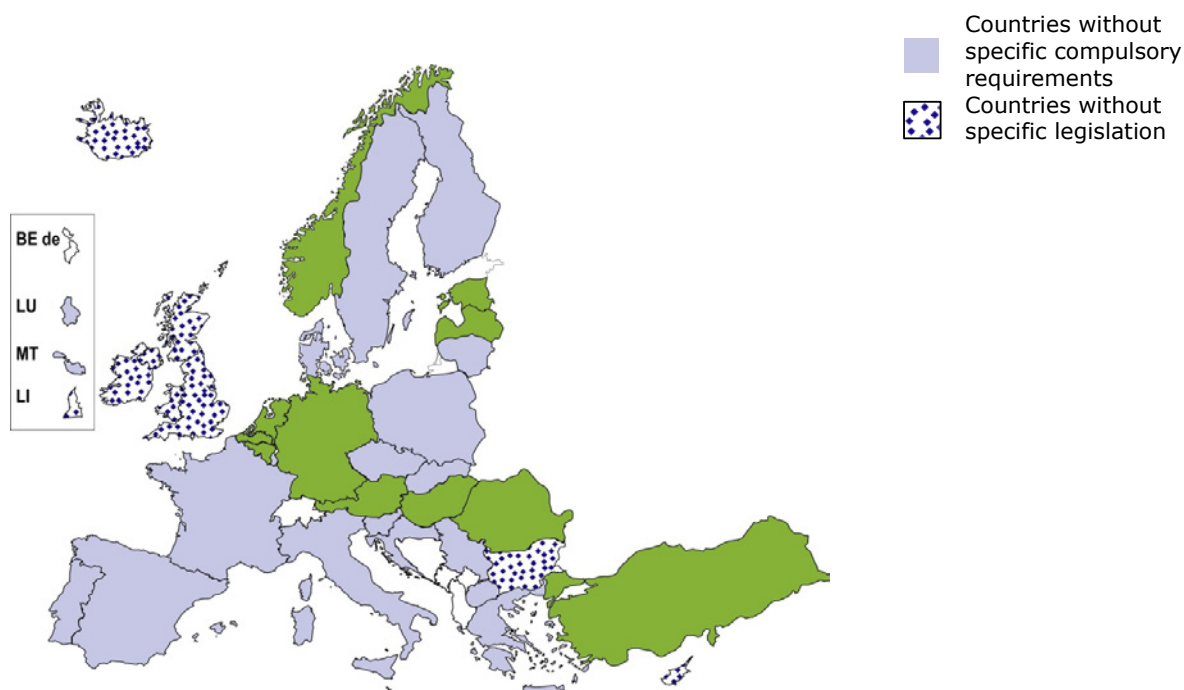 Countries without
specific compulsory
requirements
Countries without
specific legislation
BE de
LU
MT
LI